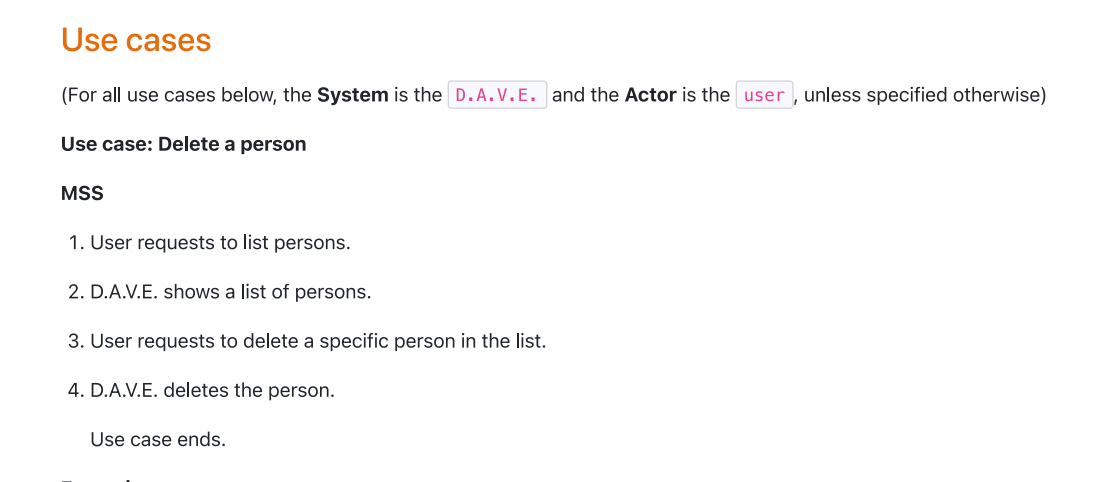 Use cases
(For all use cases below, the System is the D.A.V.E. and the Actor is the user, unless specified otherwise)
Use case: Delete a person
MSS
1. User requests to list persons.
2. D.A.V.E. shows a list of persons.
3. User requests to delete a specific person in the list.
4. D.A.V.E. deletes the person.
Use case ends.